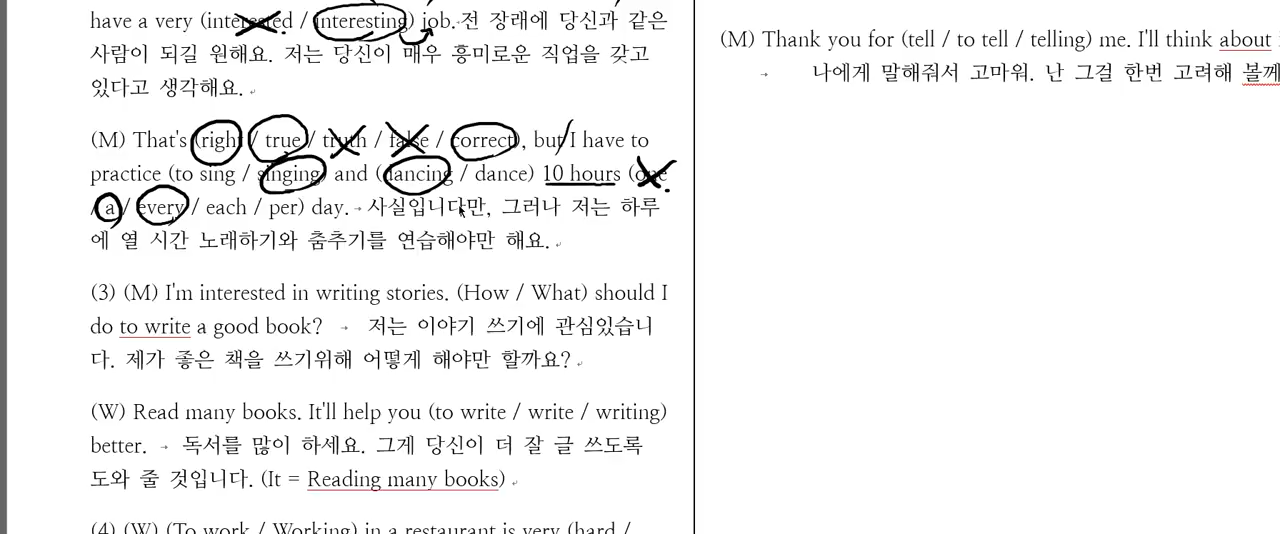 have a very (interested / interesting) job. 전 장래에 당신과 같은
사람이 되길 원해요. 저는 당신이 매우 흥미로운 직업을 갖고
있다고 생각해요.
(M) That's (right / true / truth / false / correct), but I have to
practice (to sing / singing) and (dancing / dance) 10 hours (one
/ a / every / each / per) day. → 사실입니다만, 그러나 저는 하루
에 열 시간 노래하기와 춤추기를 연습해야만 해요.
(3) (M) I'm interested in writing stories. (How / What) should I
do to write a good book? → 저는 이야기 쓰기에 관심있습니
다. 제가 좋은 책을 쓰기위해 어떻게 해야만 할까요?
(W) Read many books. It'll help you (to write / write / writing)
better. → 독서를 많이 하세요. 그게 당신이 더 잘 글 쓰도록
도와 줄 것입니다. (It = Reading many books)
(4) (W) (To work / Working) in a restaurant is very (hard /
(M) Thank you for (tell / to tell / telling) me. I'll think about
→ 나에게 말해줘서 고마워. 난 그걸 한번 고려해 볼께